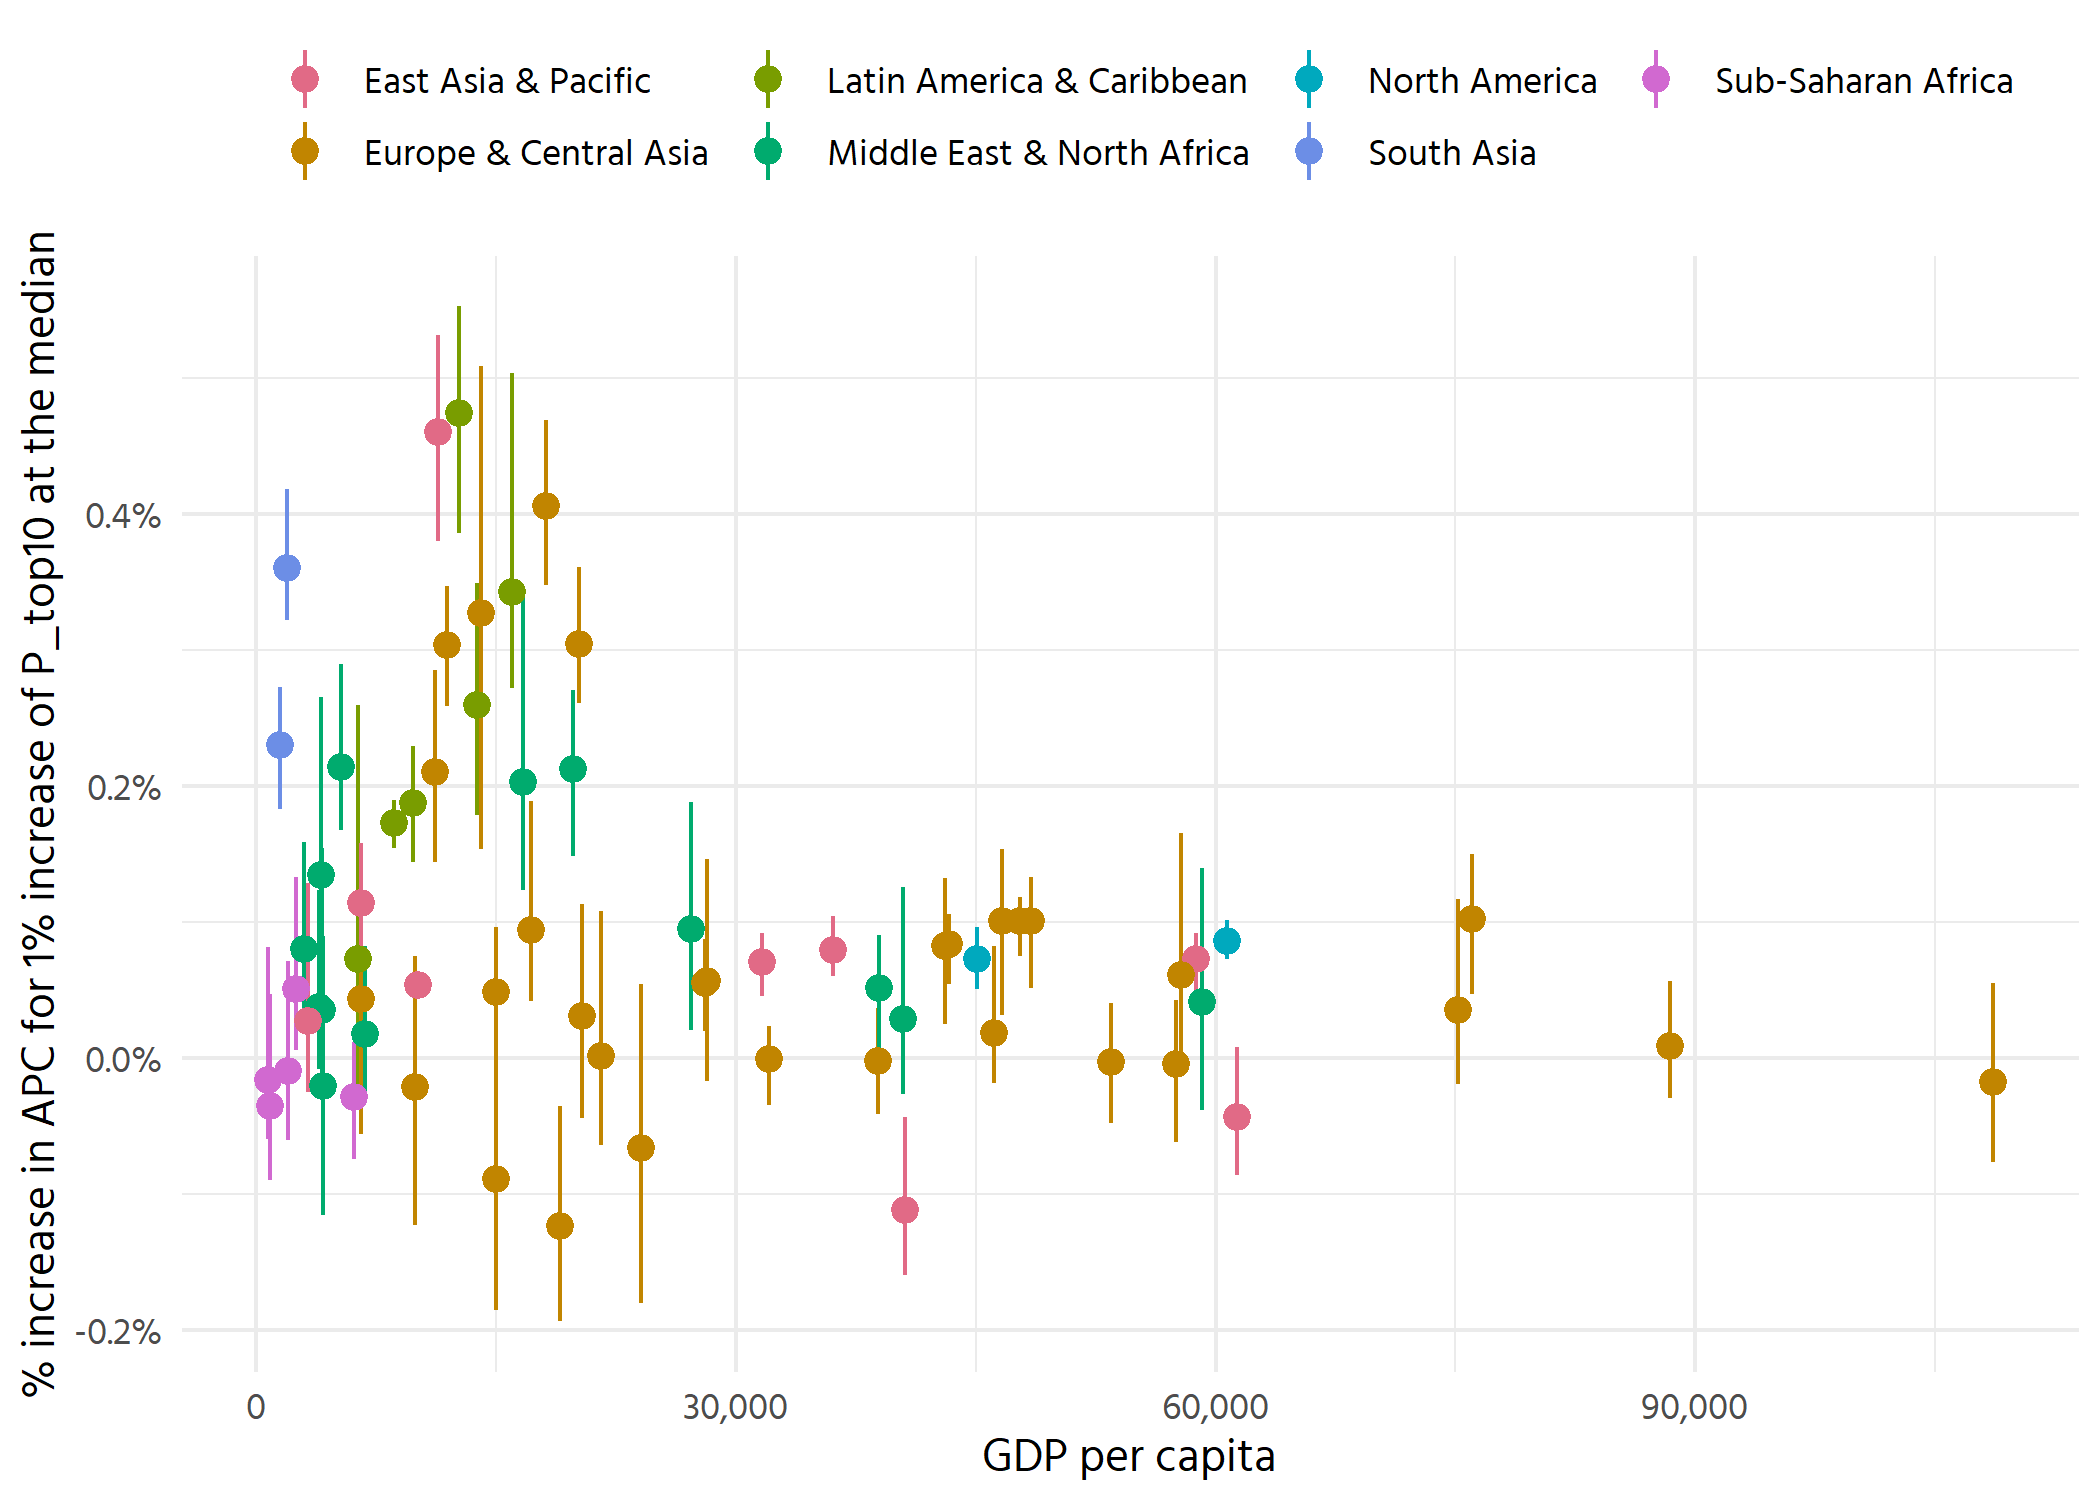 East Asia & Pacific
Latin America & Caribbean
North America
Sub-Saharan Africa
Europe & Central Asia
Middle East & North Africa
South Asia
% increase in APC for 1% increase of P_top10 at the median
0.4%
0.2%
0.0%
-0.2%
0
30,000
60,000
90,000
GDP per capita